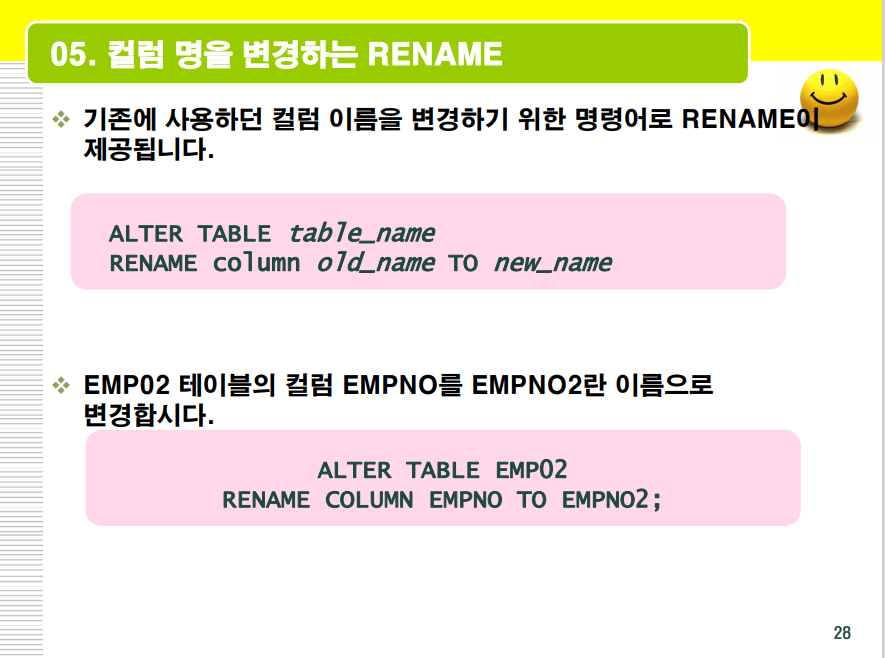 05. 컬럼 명을 변경하는 RENAME
❖ 기존에 사용하던 컬럼 이름을 변경하기 위한 명령어로 RENAME이
제공됩니다.
ALTER TABLE table_name
RENAME column old_name TO new_name
❖ EMP02 테이블의 컬럼 EMPNO를 EMPNO2란 이름으로
변경합시다.
ALTER TABLE EMP02
RENAME COLUMN EMPNO TO EMPNO2;
28